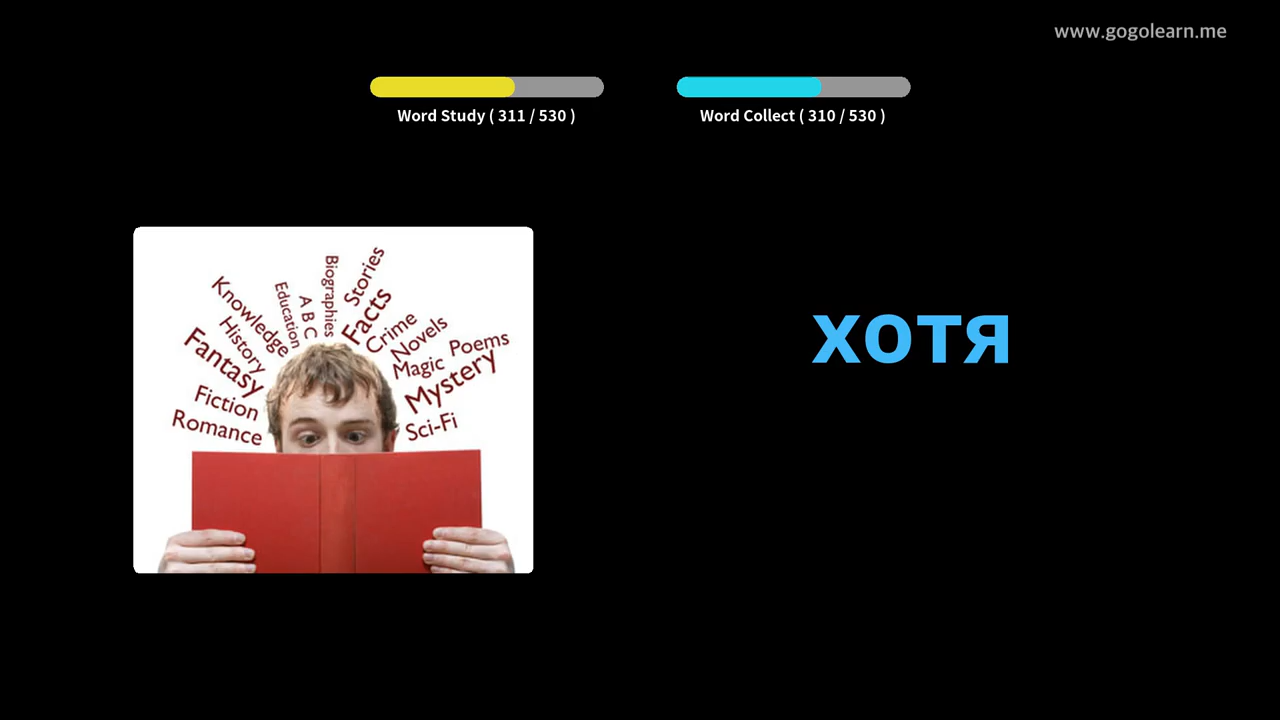 www.gogolearn.me
Word Study ( 311 / 530 )
Word Collect ( 310 / 530 )
Biographies
Stories
Knowledge
Education
A B C
Facts
History
Crime
Novels
Poems
Fantasy
Magic
Mystery
Fiction
Romance
Sci-Fi
хотя